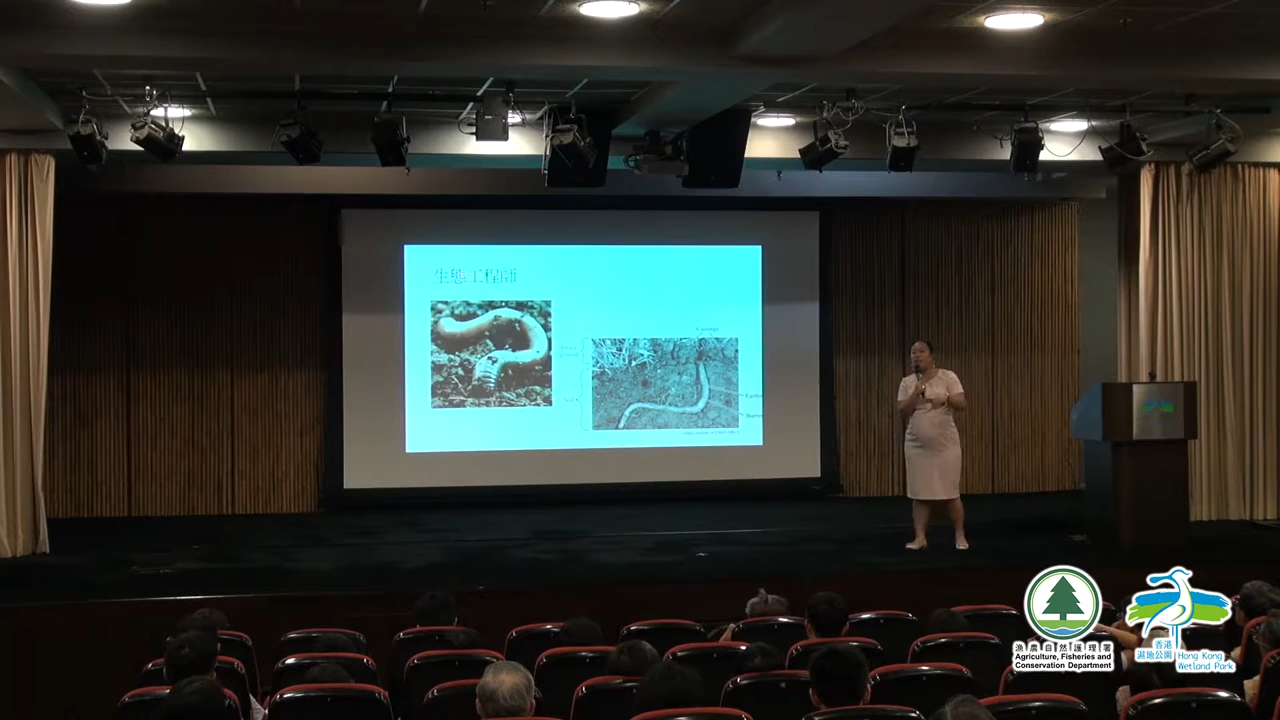 生態工程師
Castings
漁農自然護理署
Agriculture, Fisheries and
Conservation Department
香港
濕地公園
Hong Kong
Wetland Park